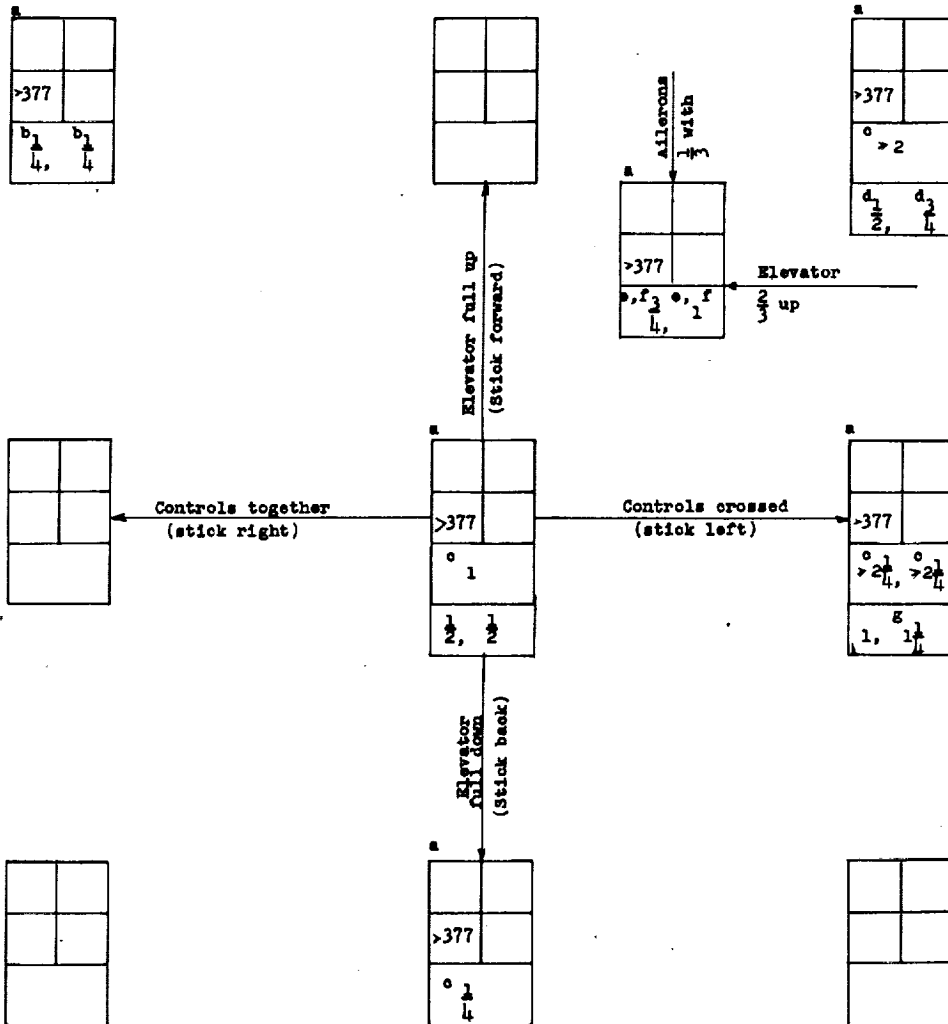 a
>377
b 1/4, b 1/4
a
>377
c > 2
d 1/2, d 3/4
Ailerons
1/3 with
a
>377
e,f 3/4, e, 1 f
Elevator
2/3 up
Elevator full up
(Stick forward)
Controls together
(stick right)
a
>377
c 1
1/2, 1/2
Controls crossed
(stick left)
a
>377
c > 2 1/4, c > 2 1/4
1, g 1 1/4
Elevator
full down
(Stick back)
a
>377
c 1/4